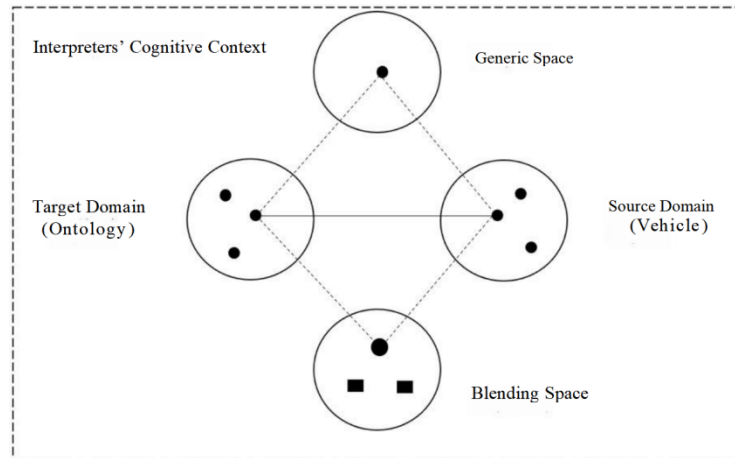 Interpreters' Cognitive Context
Generic Space
Target Domain
(Ontology)
Source Domain
(Vehicle)
Blending Space